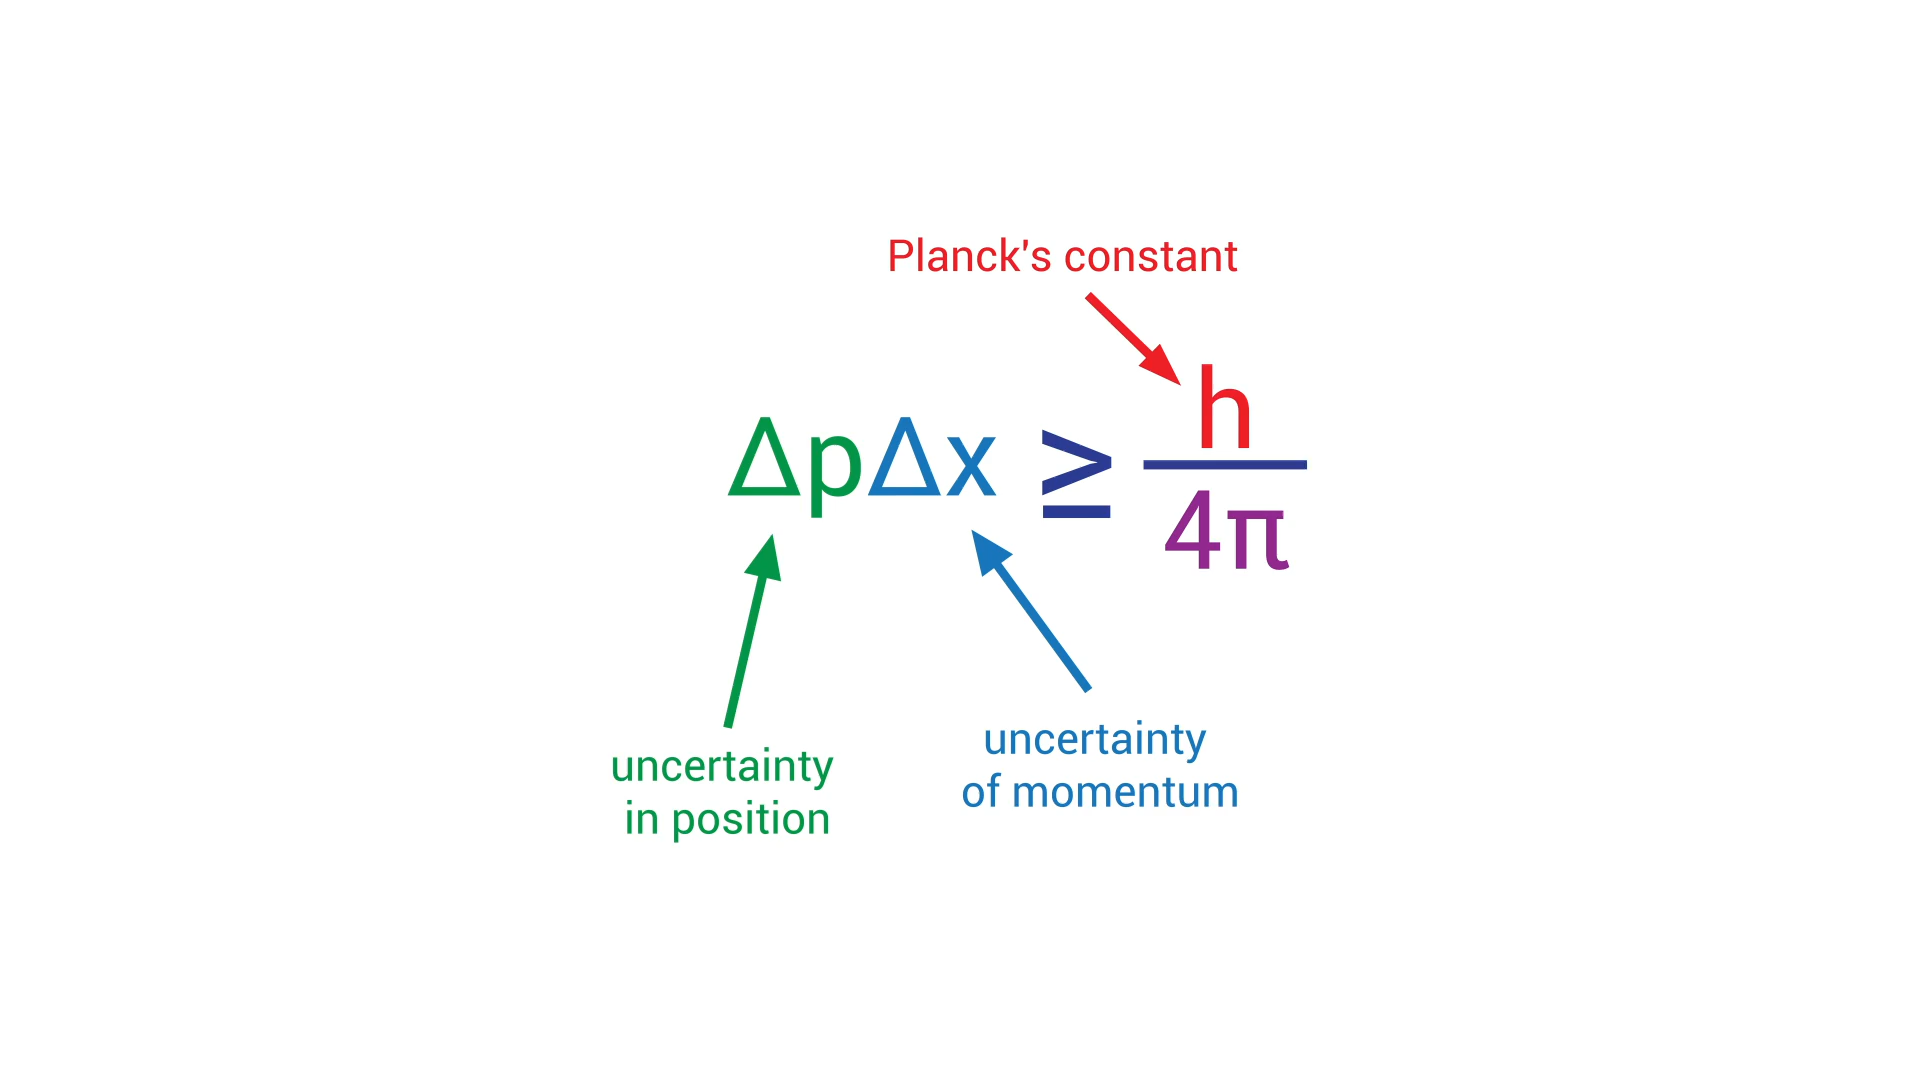 Planck's constant
ΔpΔx ≥ h
4π
uncertainty
in position
uncertainty
of momentum